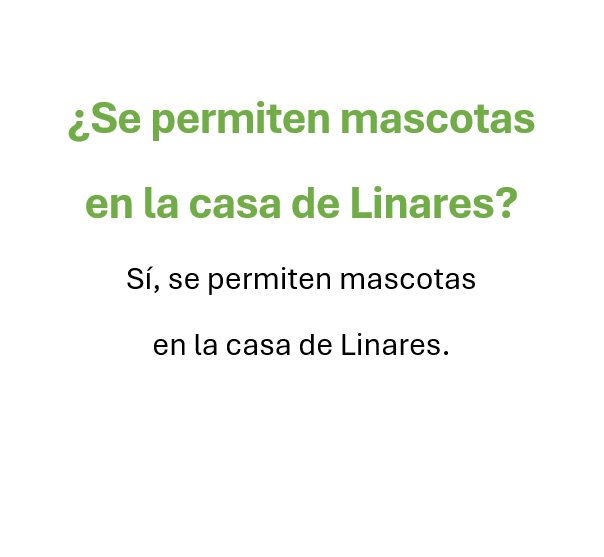 ¿Se permiten mascotas
en la casa de Linares?
Sí, se permiten mascotas
en la casa de Linares.